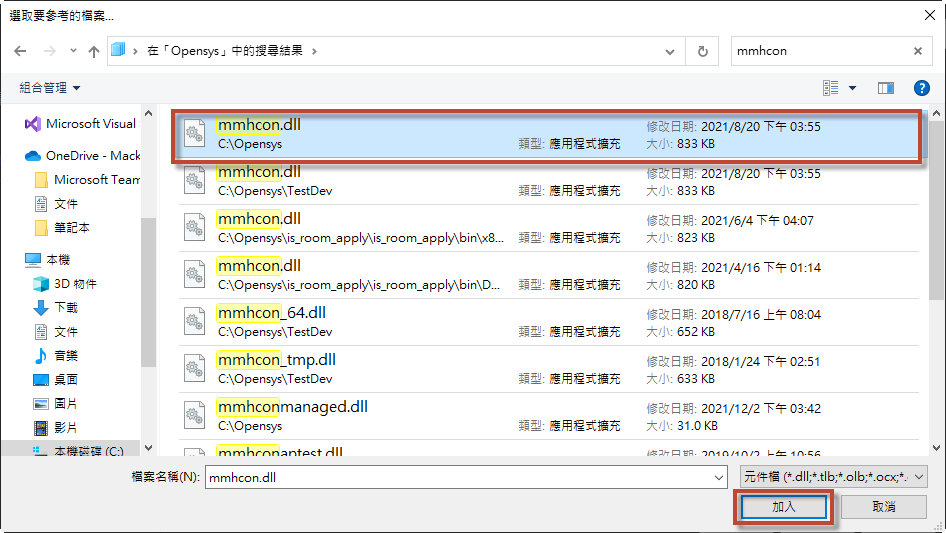 選取要參考的檔案...
在「Opensys」中的搜尋結果
mmhcon
組合管理
Microsoft Visual
OneDrive - Mack
Microsoft Team
文件
筆記本
本機
3D 物件
下載
文件
音樂
桌面
圖片
影片
本機磁碟 (C:)
mmhcon.dll
修改日期: 2021/8/20 下午 03:55
C:\Opensys
類型: 應用程式擴充
大小: 833 KB
mmhcon.dll
修改日期: 2021/8/20 下午 03:55
C:\Opensys\TestDev
類型: 應用程式擴充
大小: 833 KB
mmhcon.dll
修改日期: 2021/6/4 下午 04:07
C:\Opensys\is_room_apply\is_room_apply\bin\x8...
類型: 應用程式擴充
大小: 823 KB
mmhcon.dll
修改日期: 2021/4/16 下午 01:14
C:\Opensys\is_room_apply\is_room_apply\bin\D...
類型: 應用程式擴充
大小: 820 KB
mmhcon_64.dll
修改日期: 2018/7/16 上午 08:04
C:\Opensys\TestDev
類型: 應用程式擴充
大小: 652 KB
mmhcon_tmp.dll
修改日期: 2018/1/24 下午 02:51
C:\Opensys\TestDev
類型: 應用程式擴充
大小: 633 KB
mmhconmanaged.dll
修改日期: 2021/12/2 下午 03:42
C:\Opensys
類型: 應用程式擴充
大小: 31.0 KB
mmhconaptest.dll
修改日期: 2019/10/2 上午 10:56
檔案名稱(N):
mmhcon.dll
元件檔 (*.dll;*.tlb;*.olb;*.ocx;*.
加入
取消